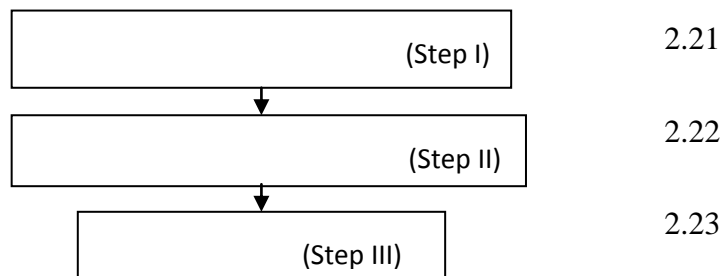 (Step I) 2.21
(Step II) 2.22
(Step III) 2.23